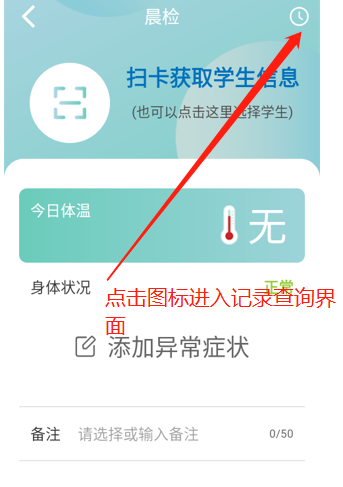 晨检
扫卡获取学生信息
(也可以点击这里选择学生)
今日体温
无
身体状况 正常
点击图标进入记录查询界
面
添加异常症状
备注 请选择或输入备注 0/50